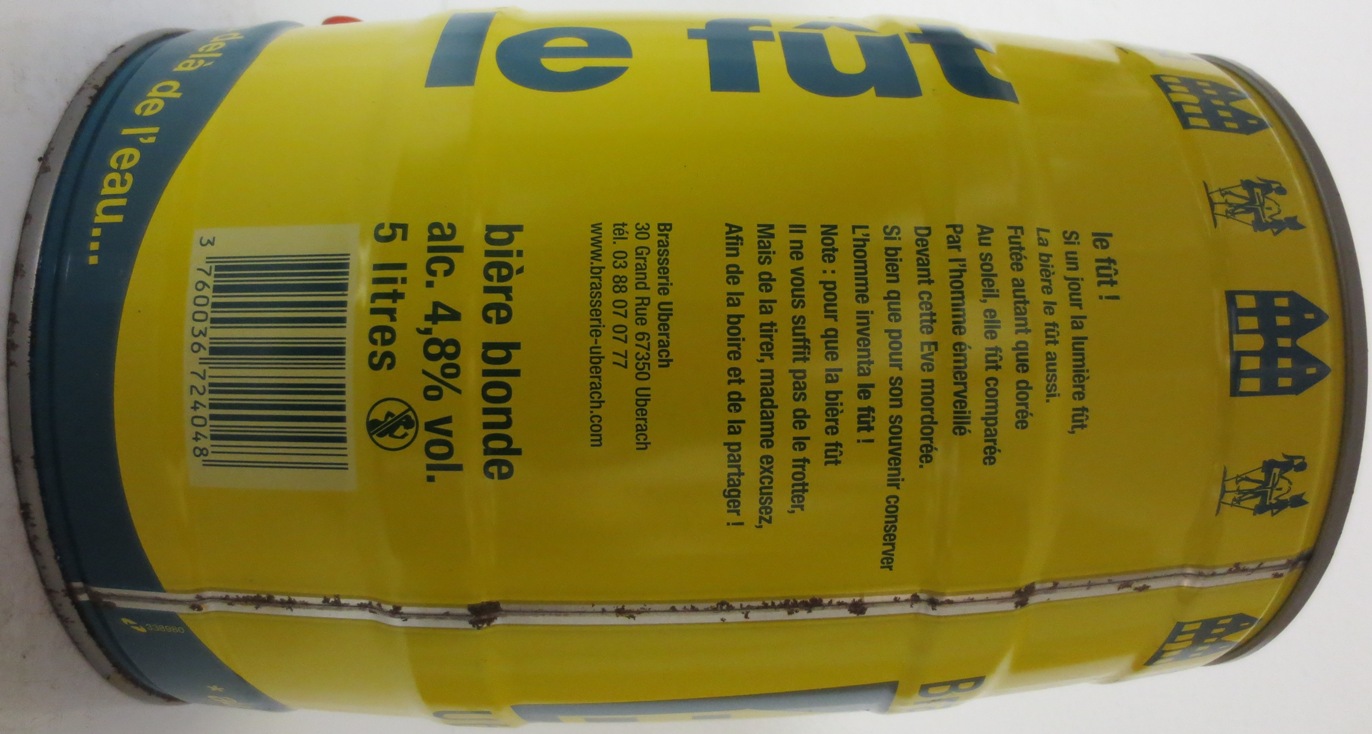 le fût
le fût !
Si un jour la lumière fût,
La bière le fût aussi.
Futée autant que dorée
Au soleil, elle fût comparée
Par l'homme émerveillé
Devant cette Eve mordorée.
Si bien que pour son souvenir conserver
L'homme inventa le fût !
Note : pour que la bière fût
Il ne vous suffit pas de le frotter,
Mais de la tirer, madame excusez,
Afin de la boire et de la partager !
Brasserie Uberach
30 Grand Rue 67350 Uberach
tél. 03 88 07 07 77
www.brasserie-uberach.com
bière blonde
alc. 4,8% vol.
5 litres
3 760036 724048
delà de l'eau...